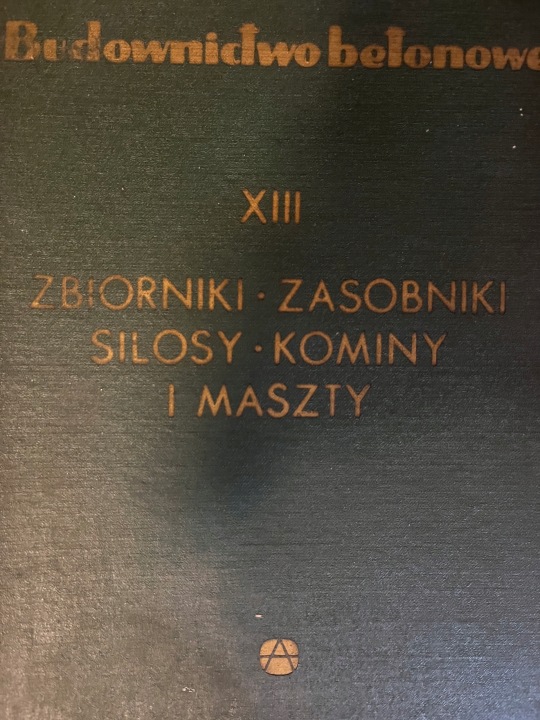 Budownictwo betonowe
XIII
ZBIORNIKI · ZASOBNIKI
SILOSY · KOMINY
I MASZTY